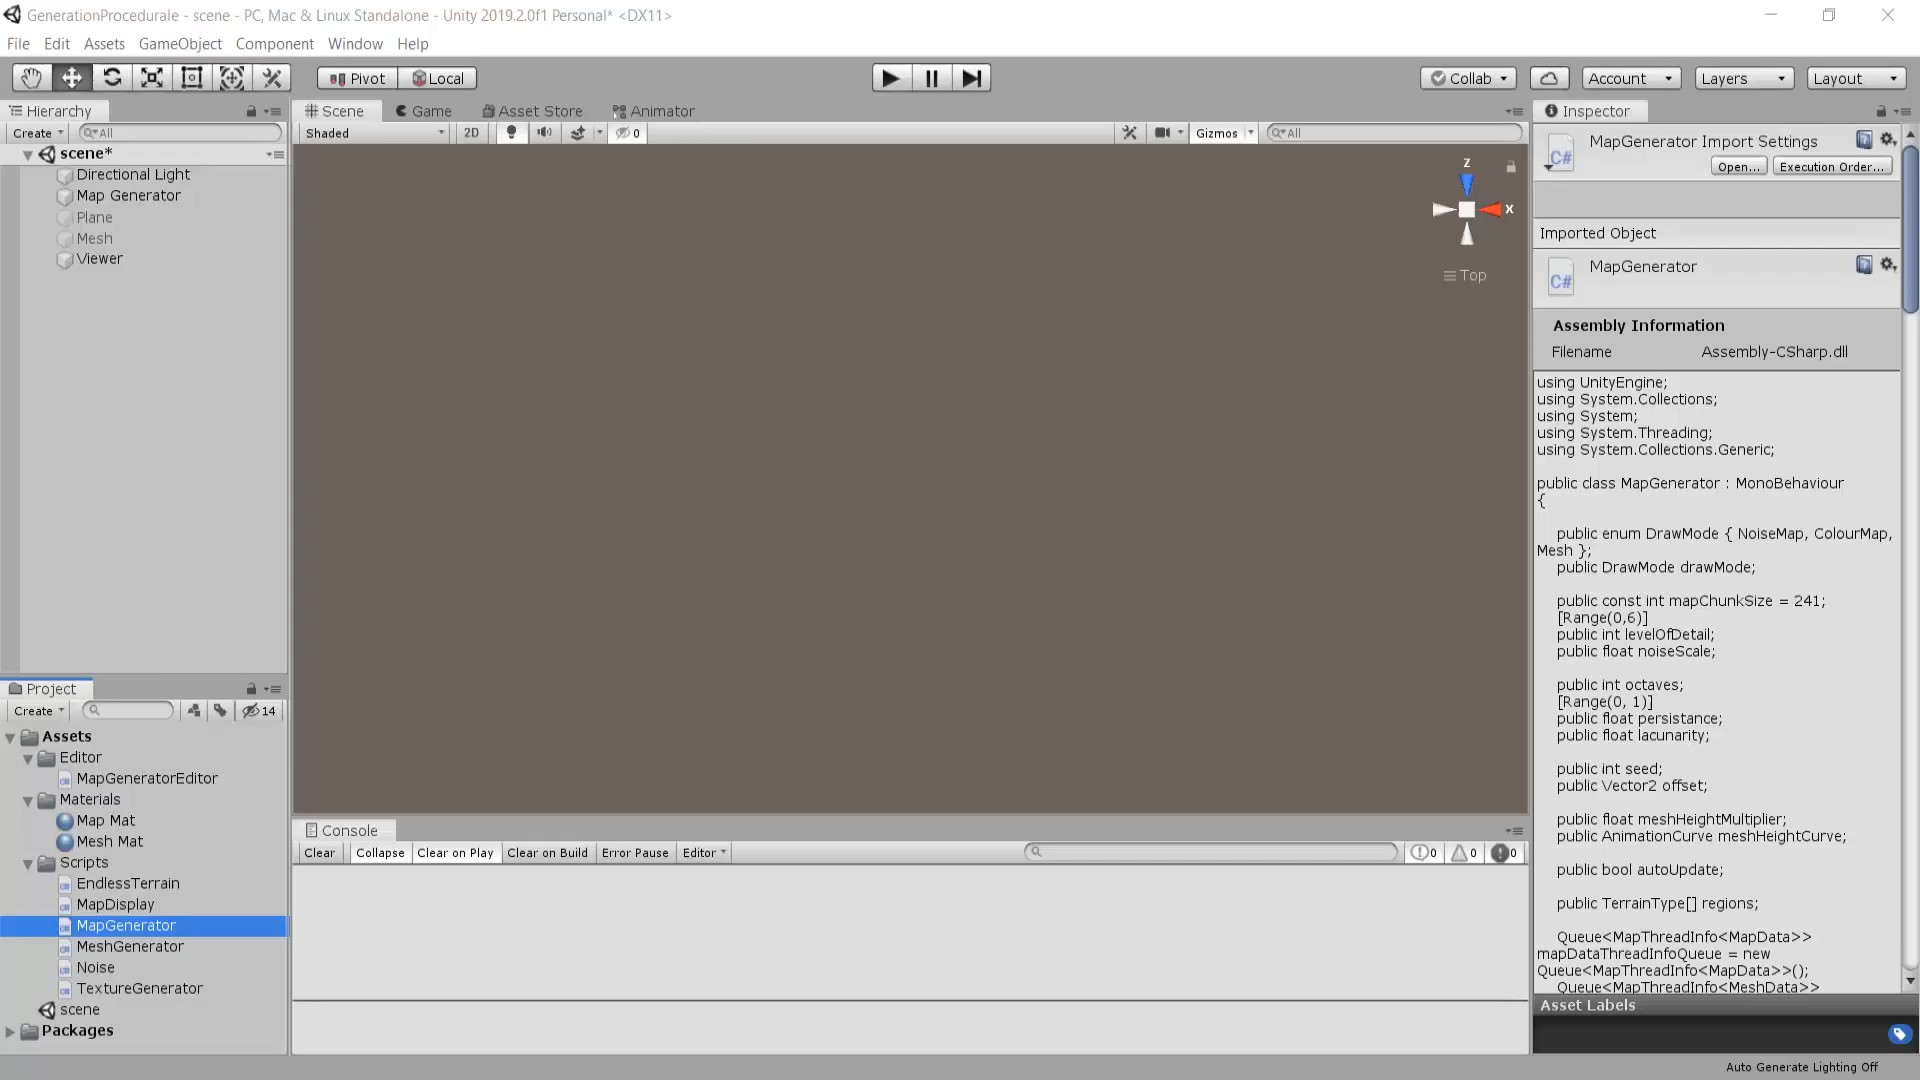 GenerationProcedurale - scene - PC, Mac & Linux Standalone - Unity 2019.2.0f1 Personal* <DX11>
File Edit Assets GameObject Component Window Help
Pivot Local Collab Account Layers Layout
Hierarchy
Create All
scene*
Directional Light
Map Generator
Plane
Mesh
Viewer
Scene Game Asset Store Animator
Shaded 2D 0 Gizmos All
Z
X
Top
Project
Create 14
Assets
Editor
MapGeneratorEditor
Materials
Map Mat
Mesh Mat
Scripts
EndlessTerrain
MapDisplay
MapGenerator
MeshGenerator
Noise
TextureGenerator
scene
Packages
Console
Clear Collapse Clear on Play Clear on Build Error Pause Editor 0 0 0
Inspector
MapGenerator Import Settings
Open... Execution Order...
Imported Object
MapGenerator
Assembly Information
Filename Assembly-CSharp.dll
using UnityEngine;
using System.Collections;
using System;
using System.Threading;
using System.Collections.Generic;
public class MapGenerator : MonoBehaviour
{
public enum DrawMode { NoiseMap, ColourMap,
Mesh };
public DrawMode drawMode;
public const int mapChunkSize = 241;
[Range(0,6)]
public int levelOfDetail;
public float noiseScale;
public int octaves;
[Range(0, 1)]
public float persistance;
public float lacunarity;
public int seed;
public Vector2 offset;
public float meshHeightMultiplier;
public AnimationCurve meshHeightCurve;
public bool autoUpdate;
public TerrainType[] regions;
Queue<MapThreadInfo<MapData>>
mapDataThreadInfoQueue = new
Queue<MapThreadInfo<MapData>>();
Queue<MapThreadInfo<MeshData>>
Asset Labels
Auto Generate Lighting Off